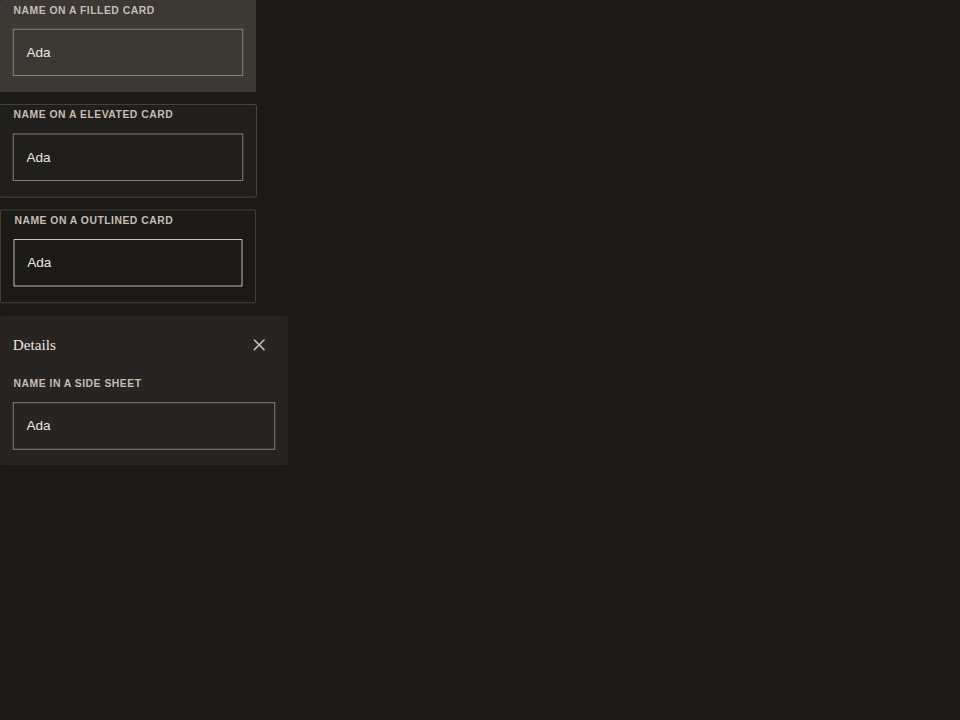 NAME ON A FILLED CARD
Ada
NAME ON A ELEVATED CARD
Ada
NAME ON A OUTLINED CARD
Ada
Details
NAME IN A SIDE SHEET
Ada